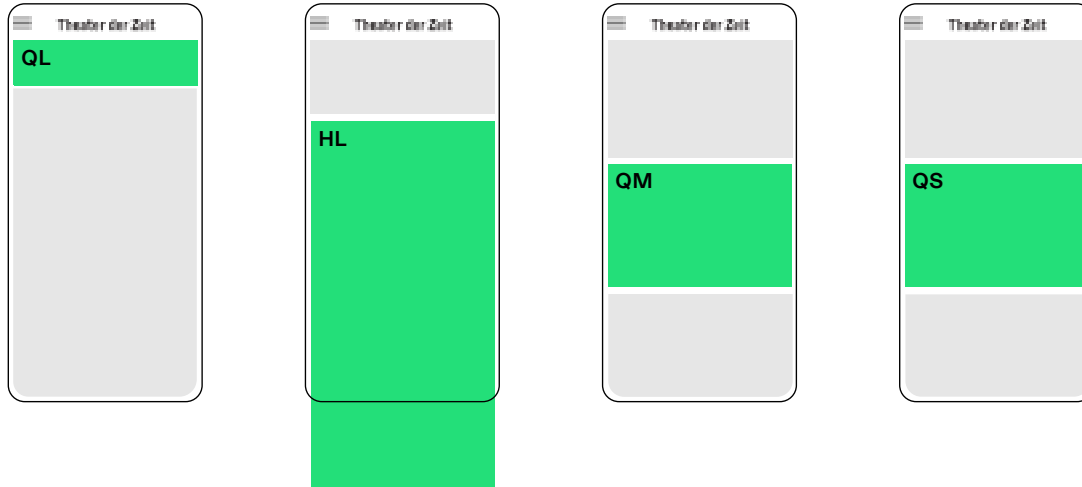 Theater der Zeit
QL
Theater der Zeit
HL
Theater der Zeit
QM
Theater der Zeit
QS